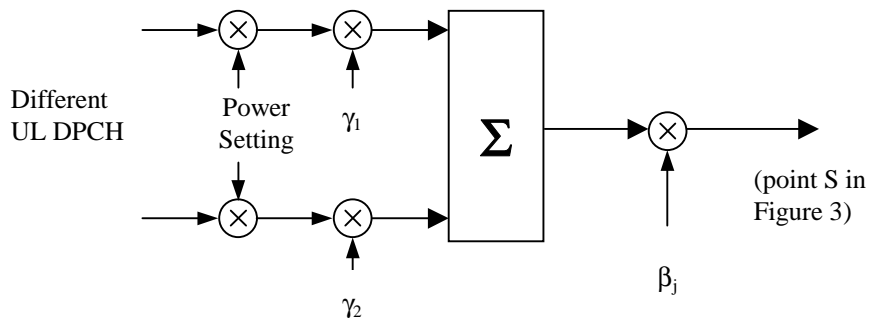 Different
UL DPCH
Power
Setting
γ1
Σ
(point S in
Figure 3)
βj
γ2